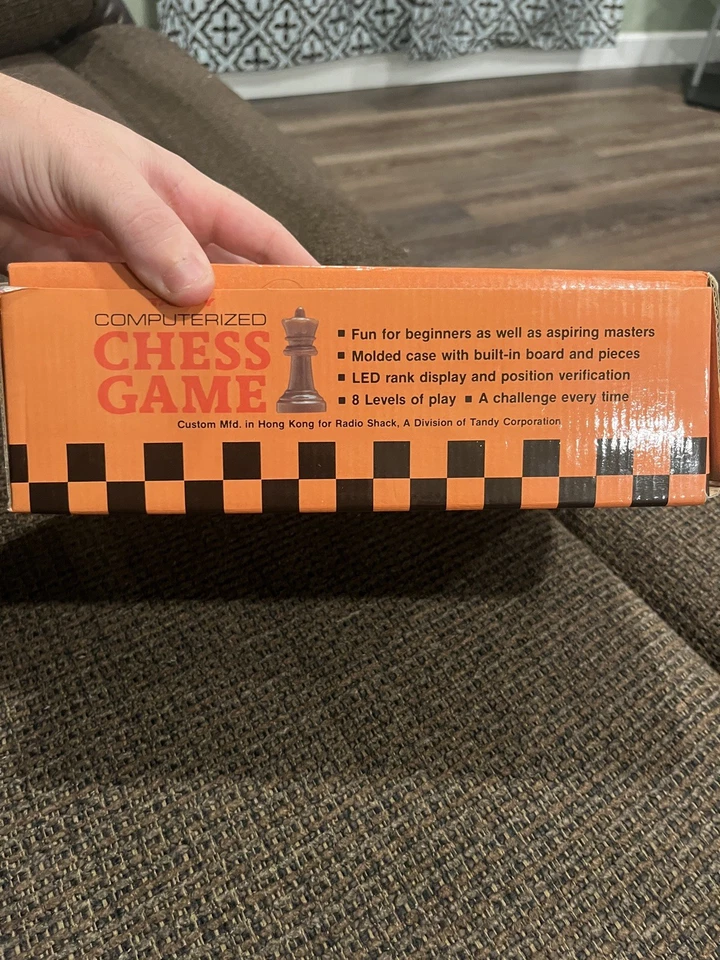 COMPUTERIZED
CHESS
GAME
■ Fun for beginners as well as aspiring masters
■ Molded case with built-in board and pieces
■ LED rank display and position verification
■ 8 Levels of play ■ A challenge every time
Custom Mfd. in Hong Kong for Radio Shack, A Division of Tandy Corporation,